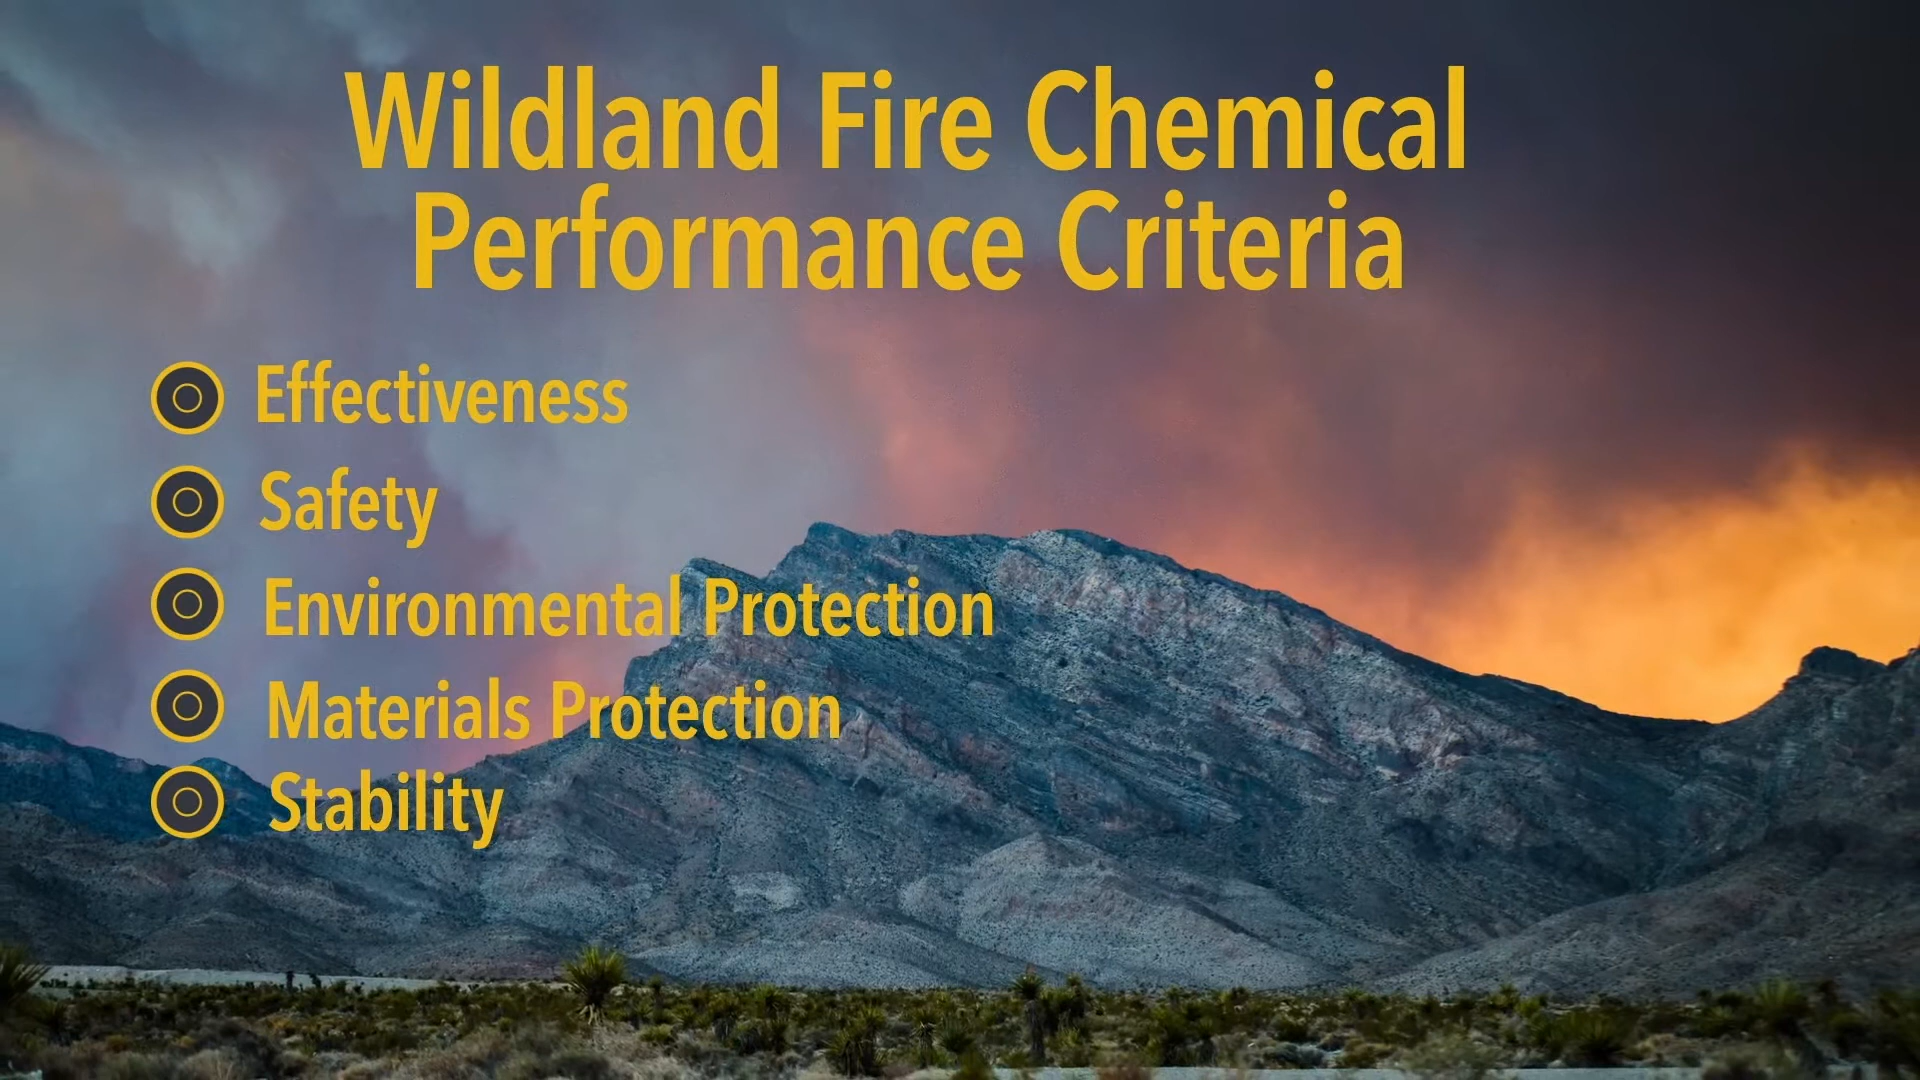 Wildland Fire Chemical
Performance Criteria
Effectiveness
Safety
Environmental Protection
Materials Protection
Stability